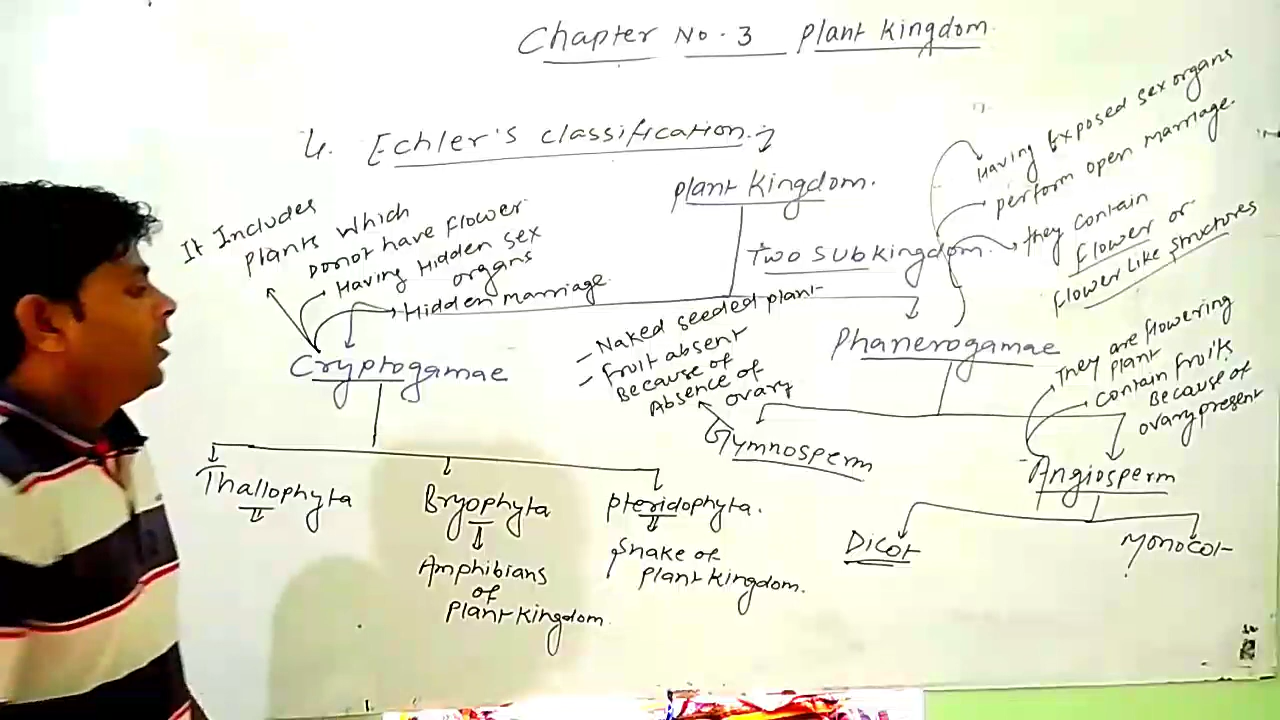 Chapter No. 3 Plant Kingdom
4. Echler's classification.
Plant Kingdom.
Two Subkingdom.
It Includes
Plants Which
Donot have Flower
Having Hidden Sex
organs
Hidden marriage.
Cryptogamae
Thallophyta
Bryophyta
Amphibians
of
Plant Kingdom.
Pteridophyta.
Snake of
Plant Kingdom.
Having Exposed Sex organs
perform open Marriage.
they contain
Flower or
Flower Like Structures
Phanerogamae
- Naked seeded plant
- Fruit absent
Because of
Absence of
ovary
Gymnosperm
They are flowering
plant
contain Fruits
Because of
ovary present
Angiosperm
Dicot
Monocot